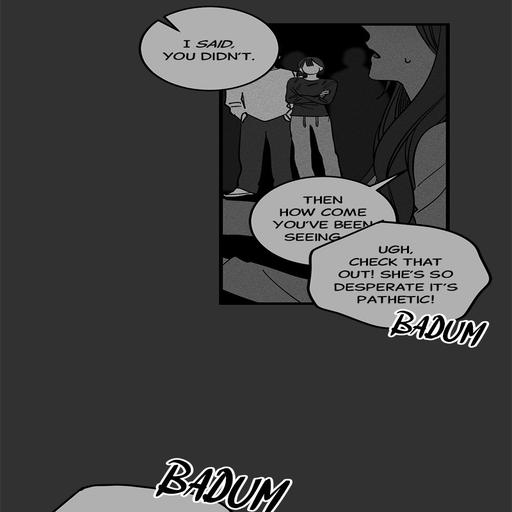 I SAID,
YOU DIDN'T.
THEN
HOW COME
YOU'VE BEEN
SEEING
UGH,
CHECK THAT
OUT! SHE'S SO
DESPERATE IT'S
PATHETIC!
BADUM
BADUM